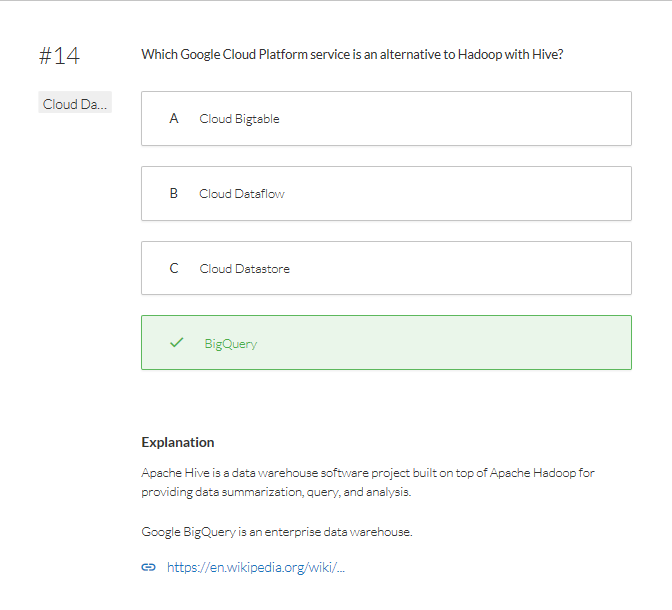 #14
Which Google Cloud Platform service is an alternative to Hadoop with Hive?
Cloud Da...
A Cloud Bigtable
B Cloud Dataflow
C Cloud Datastore
BigQuery
Explanation
Apache Hive is a data warehouse software project built on top of Apache Hadoop for
providing data summarization, query, and analysis.
Google BigQuery is an enterprise data warehouse.
https://en.wikipedia.org/wiki/...